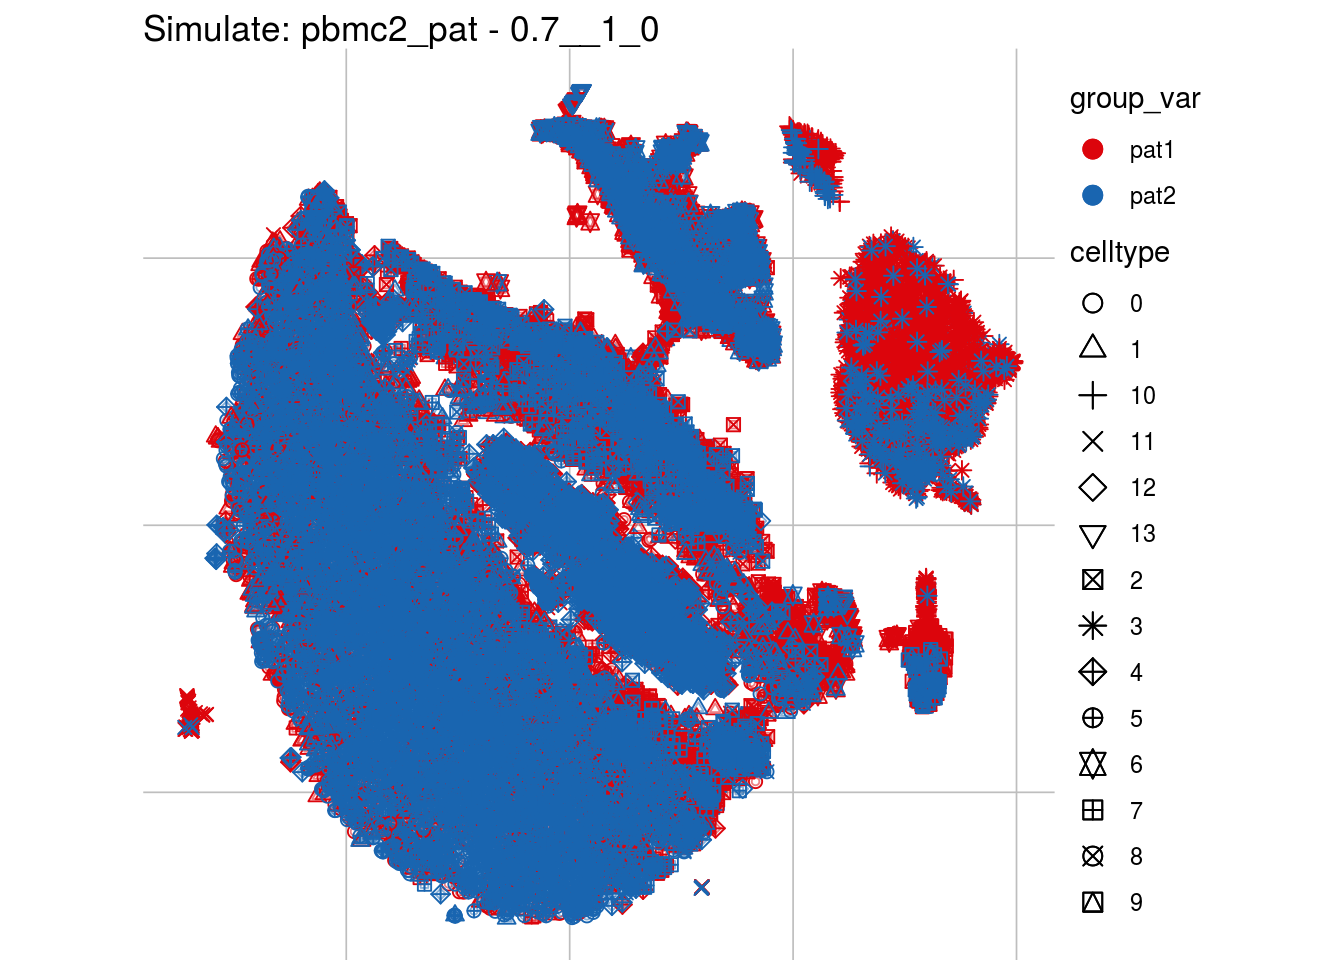 Simulate: pbmc2_pat - 0.7__1_0
group_var
pat1
pat2
celltype
0
1
10
11
12
13
2
3
4
5
6
7
8
9